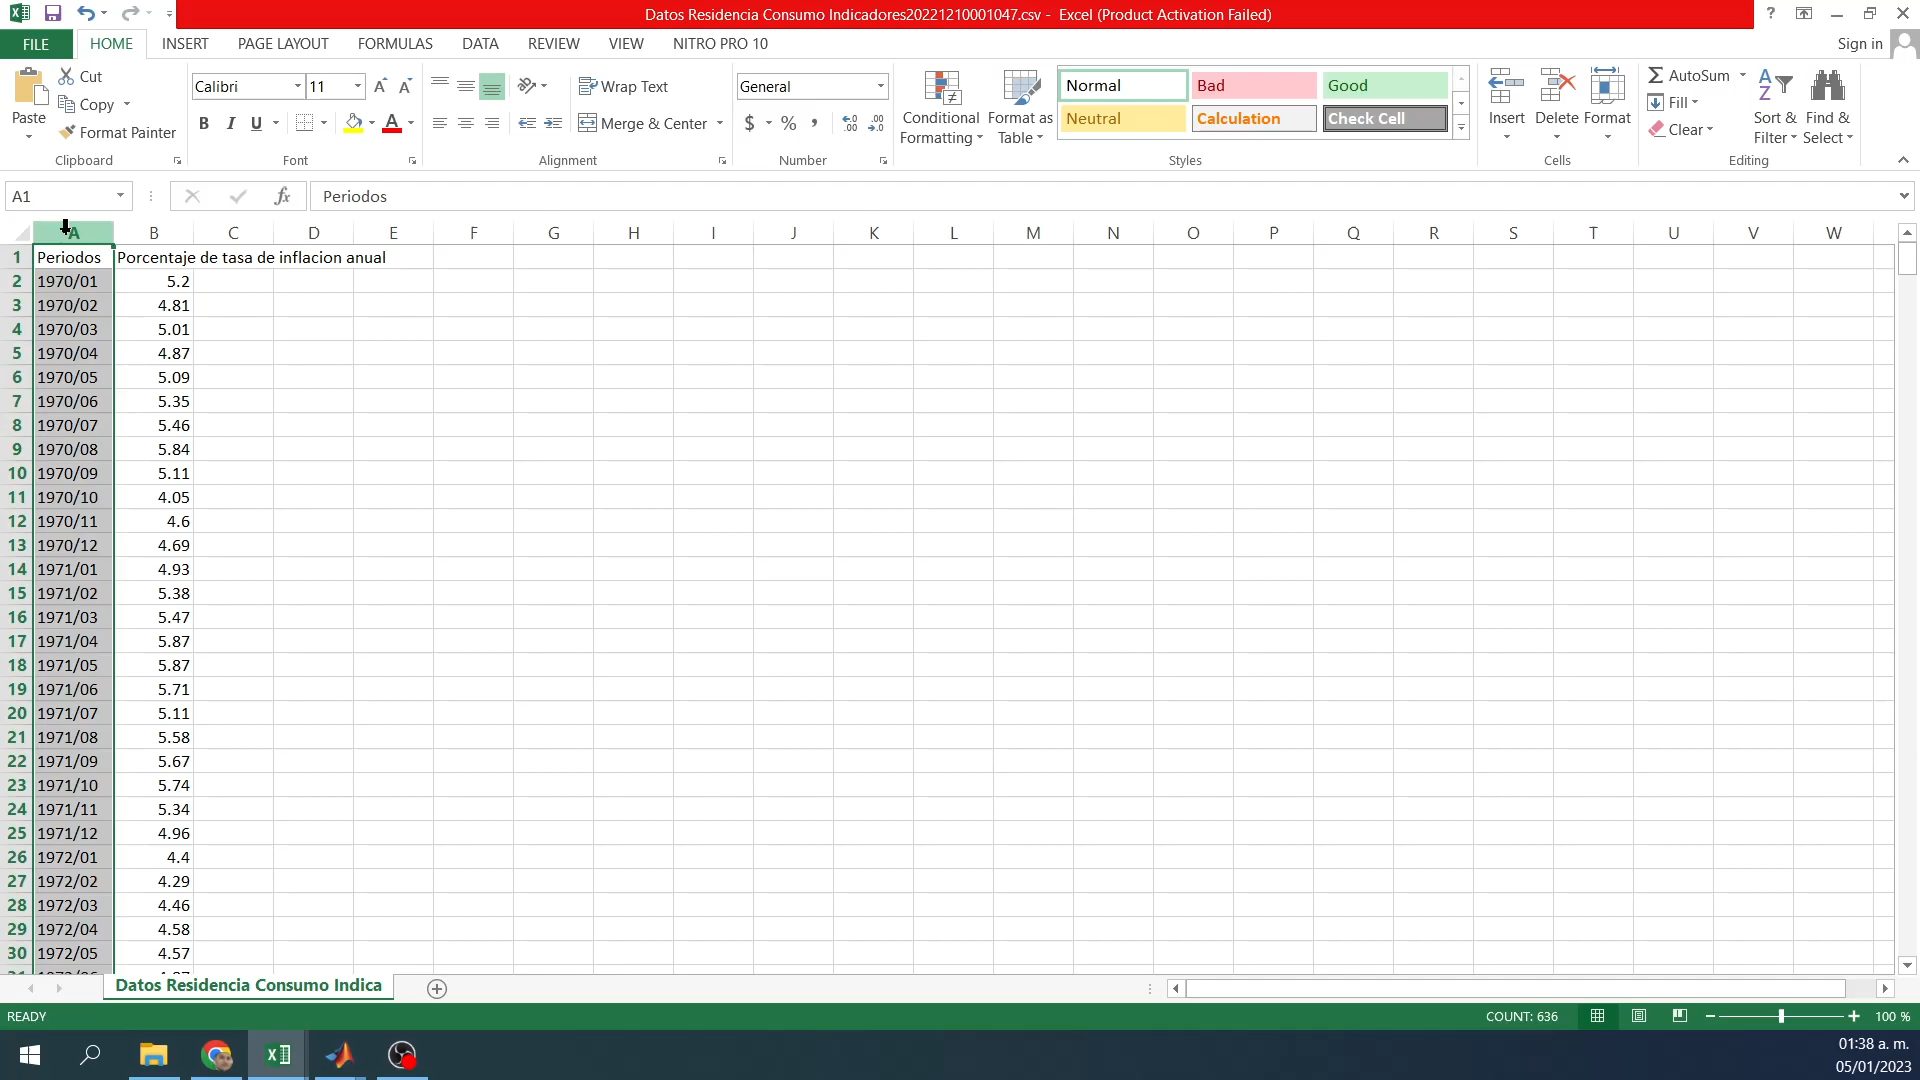 Datos Residencia Consumo Indicadores20221210001047.csv - Excel (Product Activation Failed)
FILE HOME INSERT PAGE LAYOUT FORMULAS DATA REVIEW VIEW NITRO PRO 10 Sign in
Paste Cut Copy Format Painter Clipboard
Calibri 11 B I U Font
Wrap Text Merge & Center Alignment
General $ % , Number
Conditional Formatting Format as Table
Normal Bad Good
Neutral Calculation Check Cell
Styles
Insert Delete Format
Cells
AutoSum Fill Clear
Sort & Filter Find & Select
Editing
A1 fx Periodos
A B C D E F G H I J K L M N O P Q R S T U V W
1 Periodos Porcentaje de tasa de inflacion anual
2 1970/01 5.2
3 1970/02 4.81
4 1970/03 5.01
5 1970/04 4.87
6 1970/05 5.09
7 1970/06 5.35
8 1970/07 5.46
9 1970/08 5.84
10 1970/09 5.11
11 1970/10 4.05
12 1970/11 4.6
13 1970/12 4.69
14 1971/01 4.93
15 1971/02 5.38
16 1971/03 5.47
17 1971/04 5.87
18 1971/05 5.87
19 1971/06 5.71
20 1971/07 5.11
21 1971/08 5.58
22 1971/09 5.67
23 1971/10 5.74
24 1971/11 5.34
25 1971/12 4.96
26 1972/01 4.4
27 1972/02 4.29
28 1972/03 4.46
29 1972/04 4.58
30 1972/05 4.57
Datos Residencia Consumo Indica
READY COUNT: 636 100 %
01:38 a. m.
05/01/2023